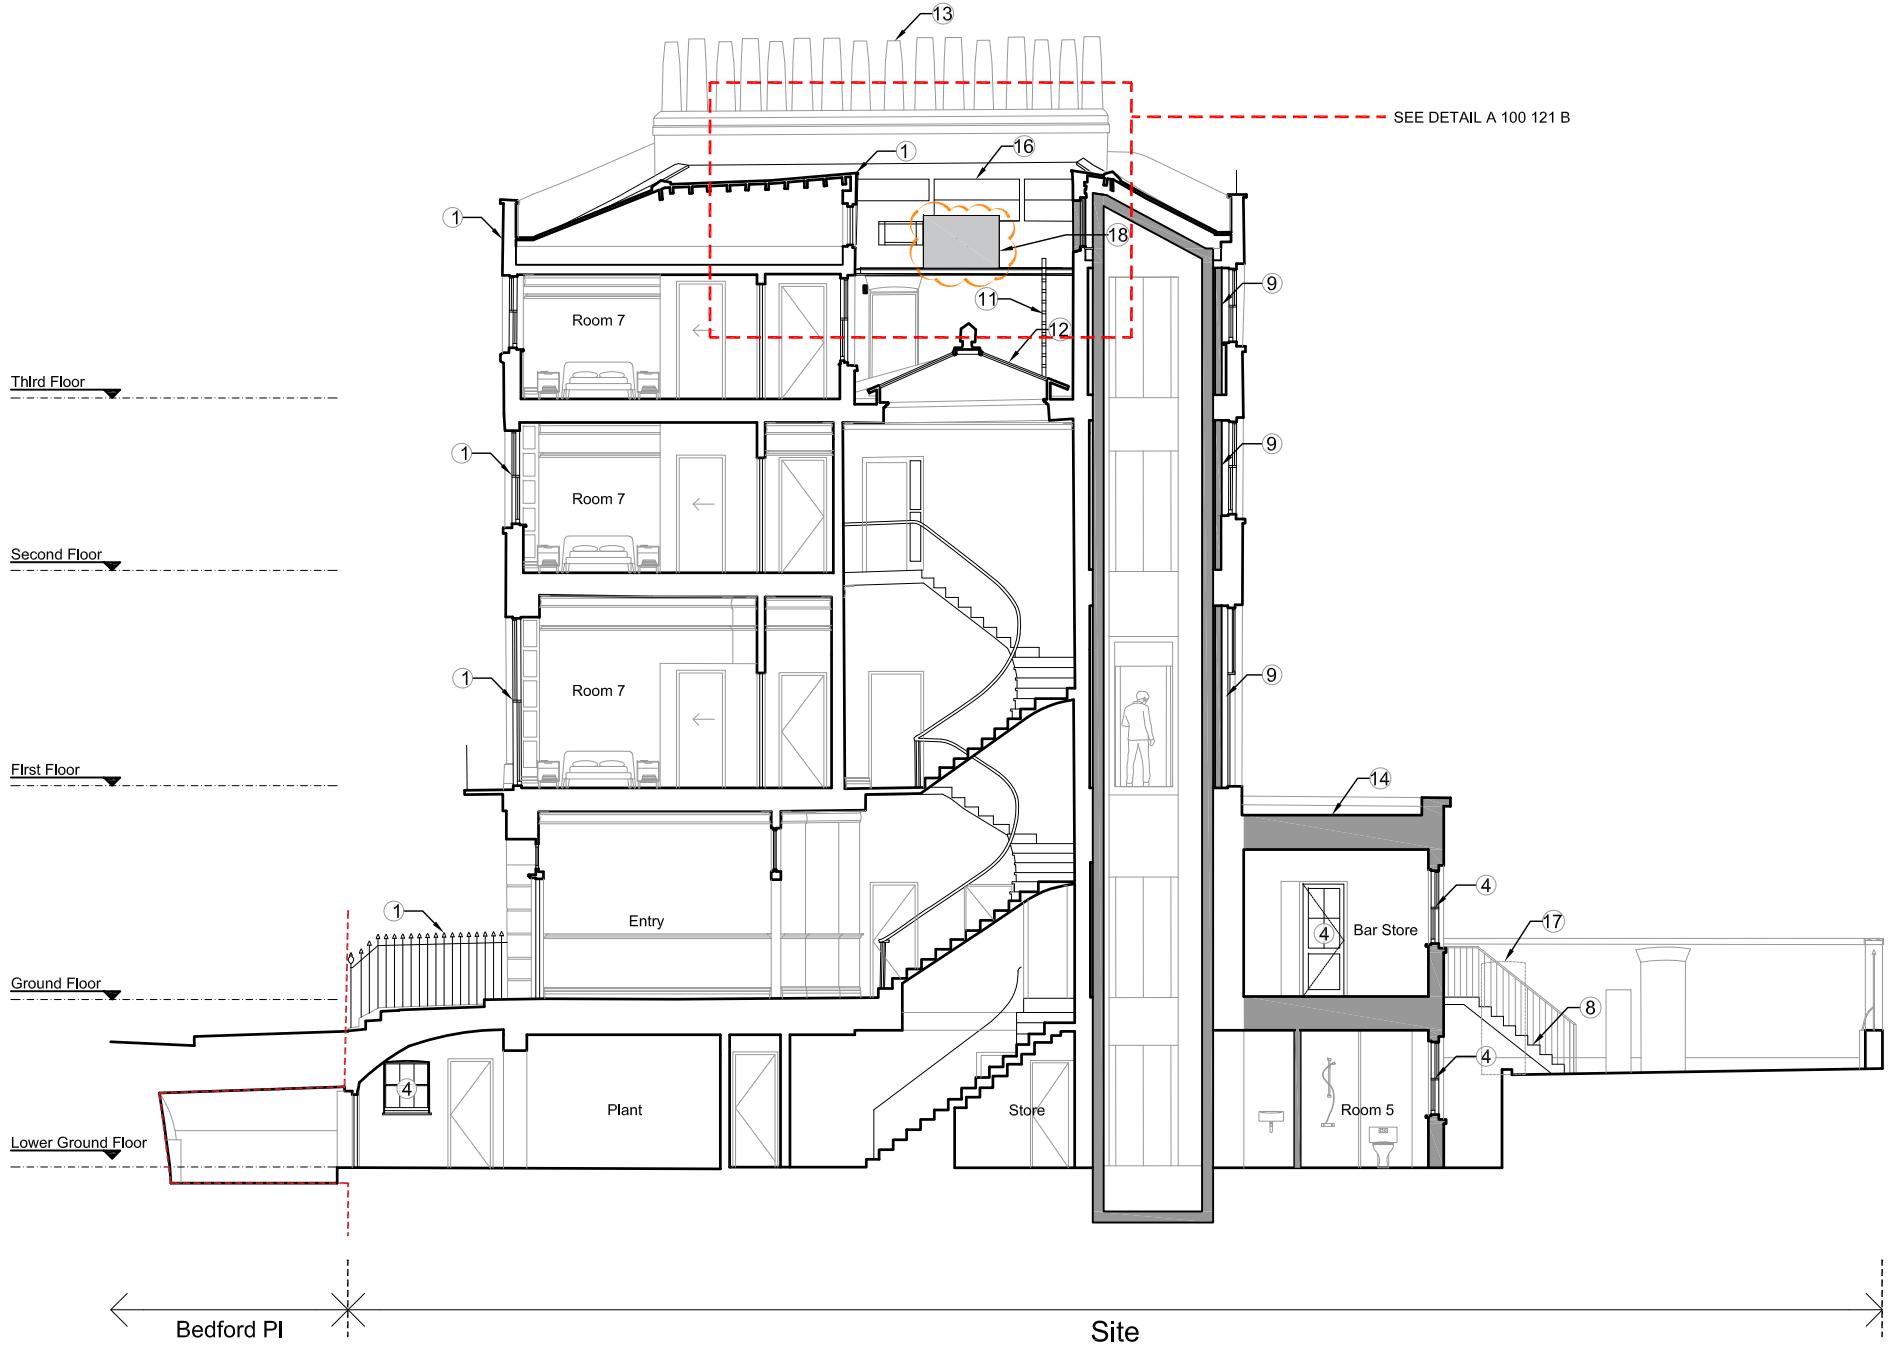 13
SEE DETAIL A 100 121 B
1
16
1
18
9
11
Room 7
12
Third Floor
1
9
Room 7
Second Floor
1
Room 7
9
First Floor
14
4
1
Entry
4
Bar Store
17
Ground Floor
8
4
4
Plant
Store
Room 5
Lower Ground Floor
Bedford Pl
Site